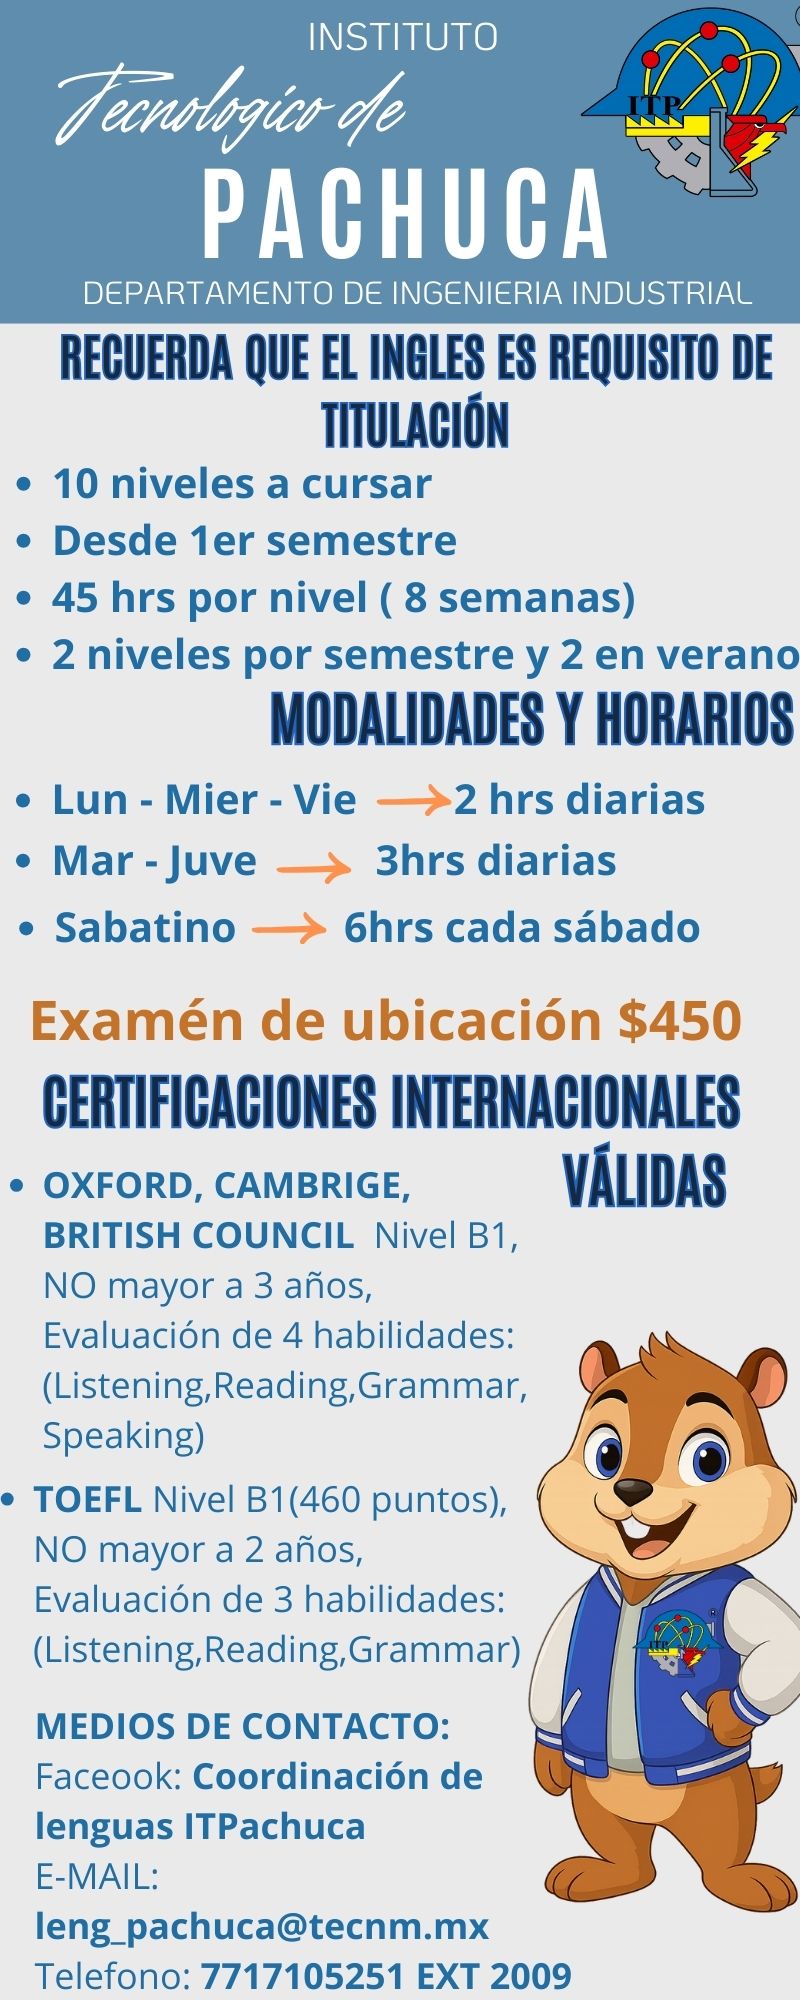 INSTITUTO
Tecnologico de
ITP
PACHUCA
DEPARTAMENTO DE INGENIERIA INDUSTRIAL
RECUERDA QUE EL INGLES ES REQUISITO DE
TITULACIÓN
• 10 niveles a cursar
• Desde 1er semestre
• 45 hrs por nivel ( 8 semanas)
• 2 niveles por semestre y 2 en verano
MODALIDADES Y HORARIOS
• Lun - Mier - Vie → 2 hrs diarias
• Mar - Juve → 3hrs diarias
• Sabatino → 6hrs cada sábado
Examén de ubicación $450
CERTIFICACIONES INTERNACIONALES
VÁLIDAS
• OXFORD, CAMBRIGE,
BRITISH COUNCIL Nivel B1,
NO mayor a 3 años,
Evaluación de 4 habilidades:
(Listening,Reading,Grammar,
Speaking)
• TOEFL Nivel B1(460 puntos),
NO mayor a 2 años,
Evaluación de 3 habilidades:
(Listening,Reading,Grammar)
ITP
MEDIOS DE CONTACTO:
Faceook: Coordinación de
lenguas ITPachuca
E-MAIL:
leng_pachuca@tecnm.mx
Telefono: 7717105251 EXT 2009